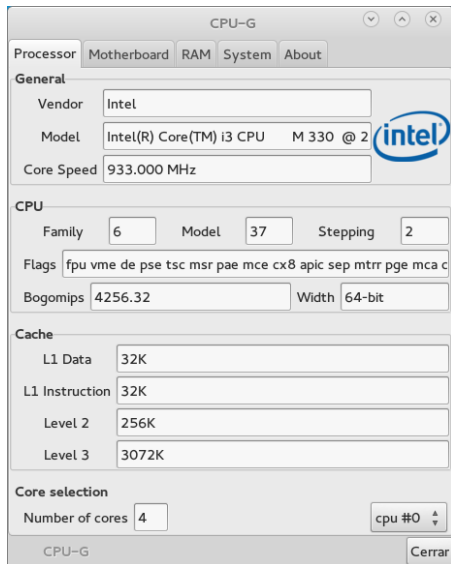 CPU-G
Processor Motherboard RAM System About
General
Vendor Intel
Model Intel(R) Core(TM) i3 CPU M 330 @ 2
intel
Core Speed 933.000 MHz
CPU
Family 6 Model 37 Stepping 2
Flags fpu vme de pse tsc msr pae mce cx8 apic sep mtrr pge mca c
Bogomips 4256.32 Width 64-bit
Cache
L1 Data 32K
L1 Instruction 32K
Level 2 256K
Level 3 3072K
Core selection
Number of cores 4 cpu #0
CPU-G Cerrar